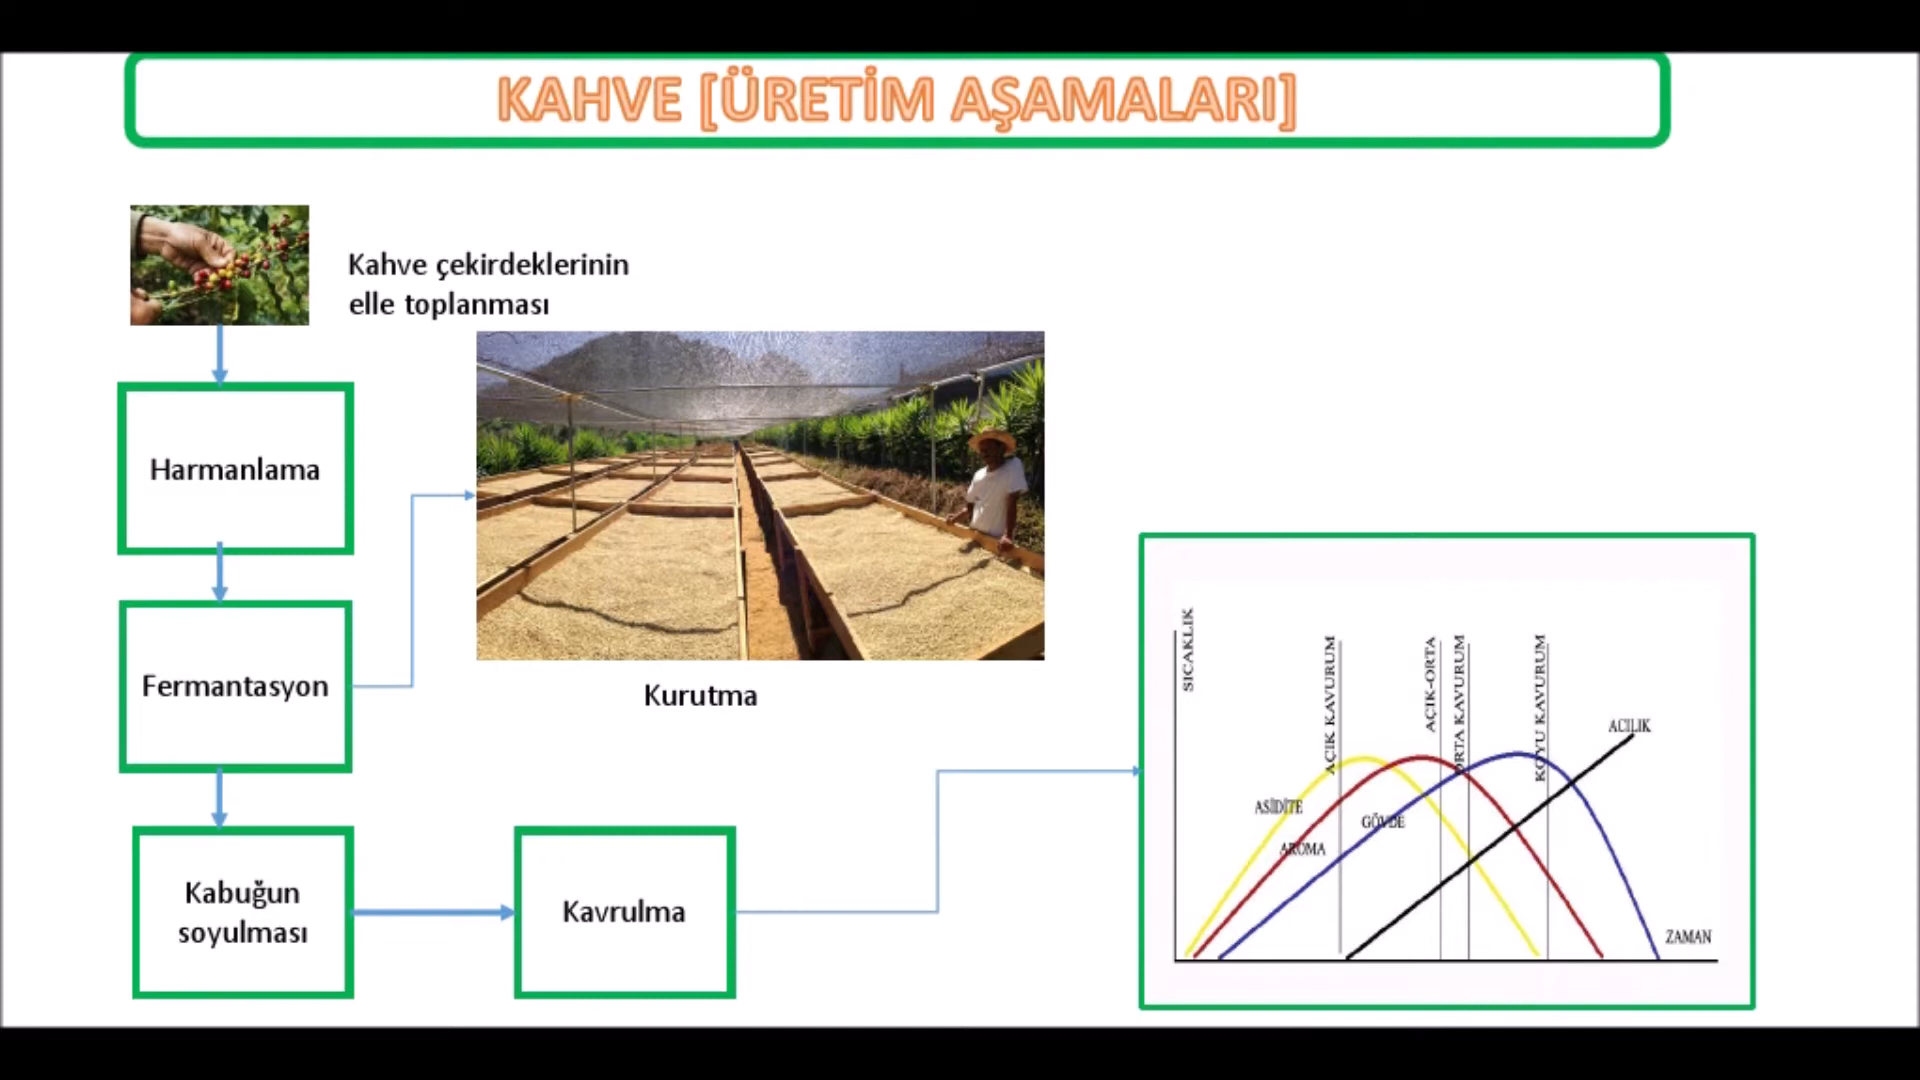 KAHVE [ÜRETİM AŞAMALARI]
Kahve çekirdeklerinin
elle toplanması
Harmanlama
Fermantasyon
Kurutma
Kabuğun
soyulması
Kavrulma
SICAKLIK
AÇIK KAVURUM
AÇIK-ORTA
ORTA KAVURUM
KOYU KAVURUM
ACILIK
ASİDİTE
GÖVDE
AROMA
ZAMAN